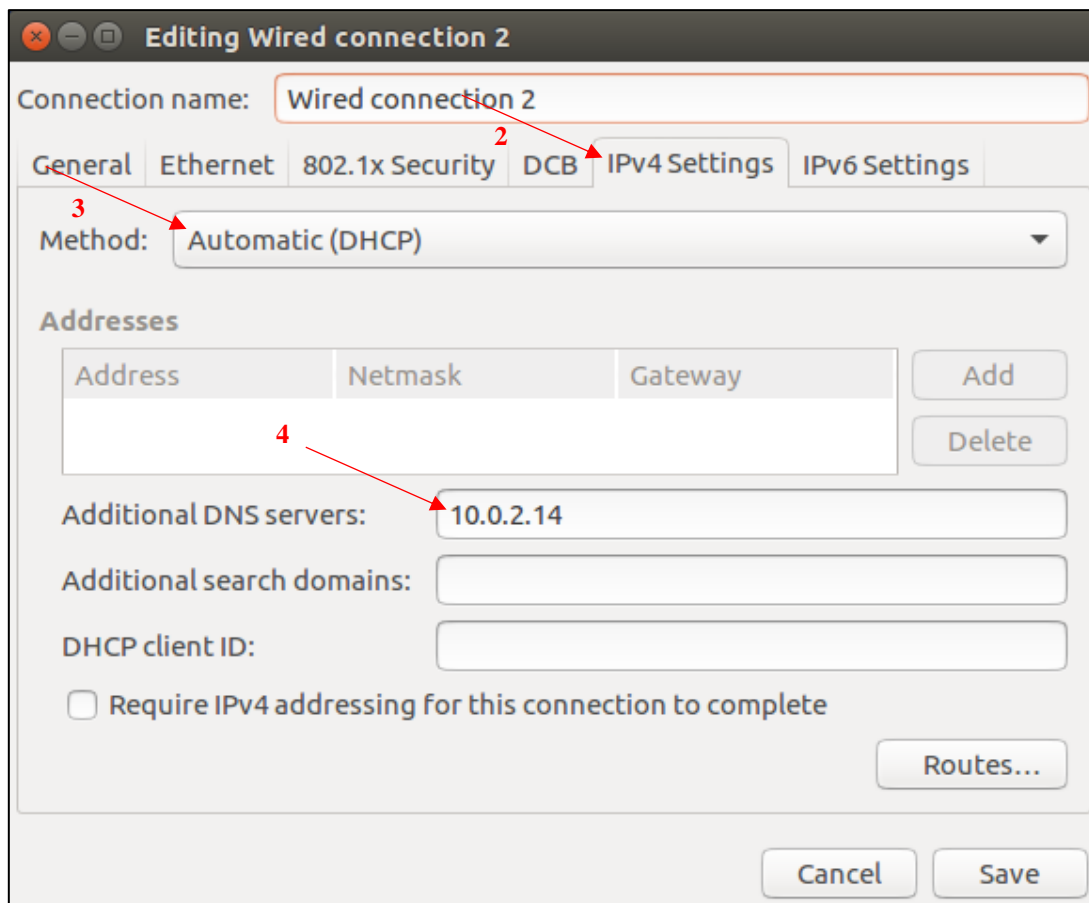 Editing Wired connection 2
Connection name: Wired connection 2
2
General Ethernet 802.1x Security DCB IPv4 Settings IPv6 Settings
3
Method: Automatic (DHCP)
Addresses
Address Netmask Gateway Add
4
Delete
Additional DNS servers: 10.0.2.14
Additional search domains:
DHCP client ID:
Require IPv4 addressing for this connection to complete
Routes…
Cancel Save